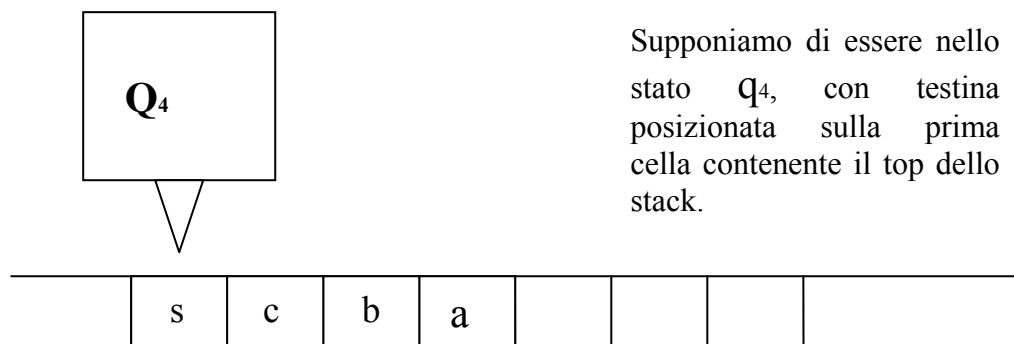 Q4
Supponiamo di essere nello
stato q4, con testina
posizionata sulla prima
cella contenente il top dello
stack.
s c b a